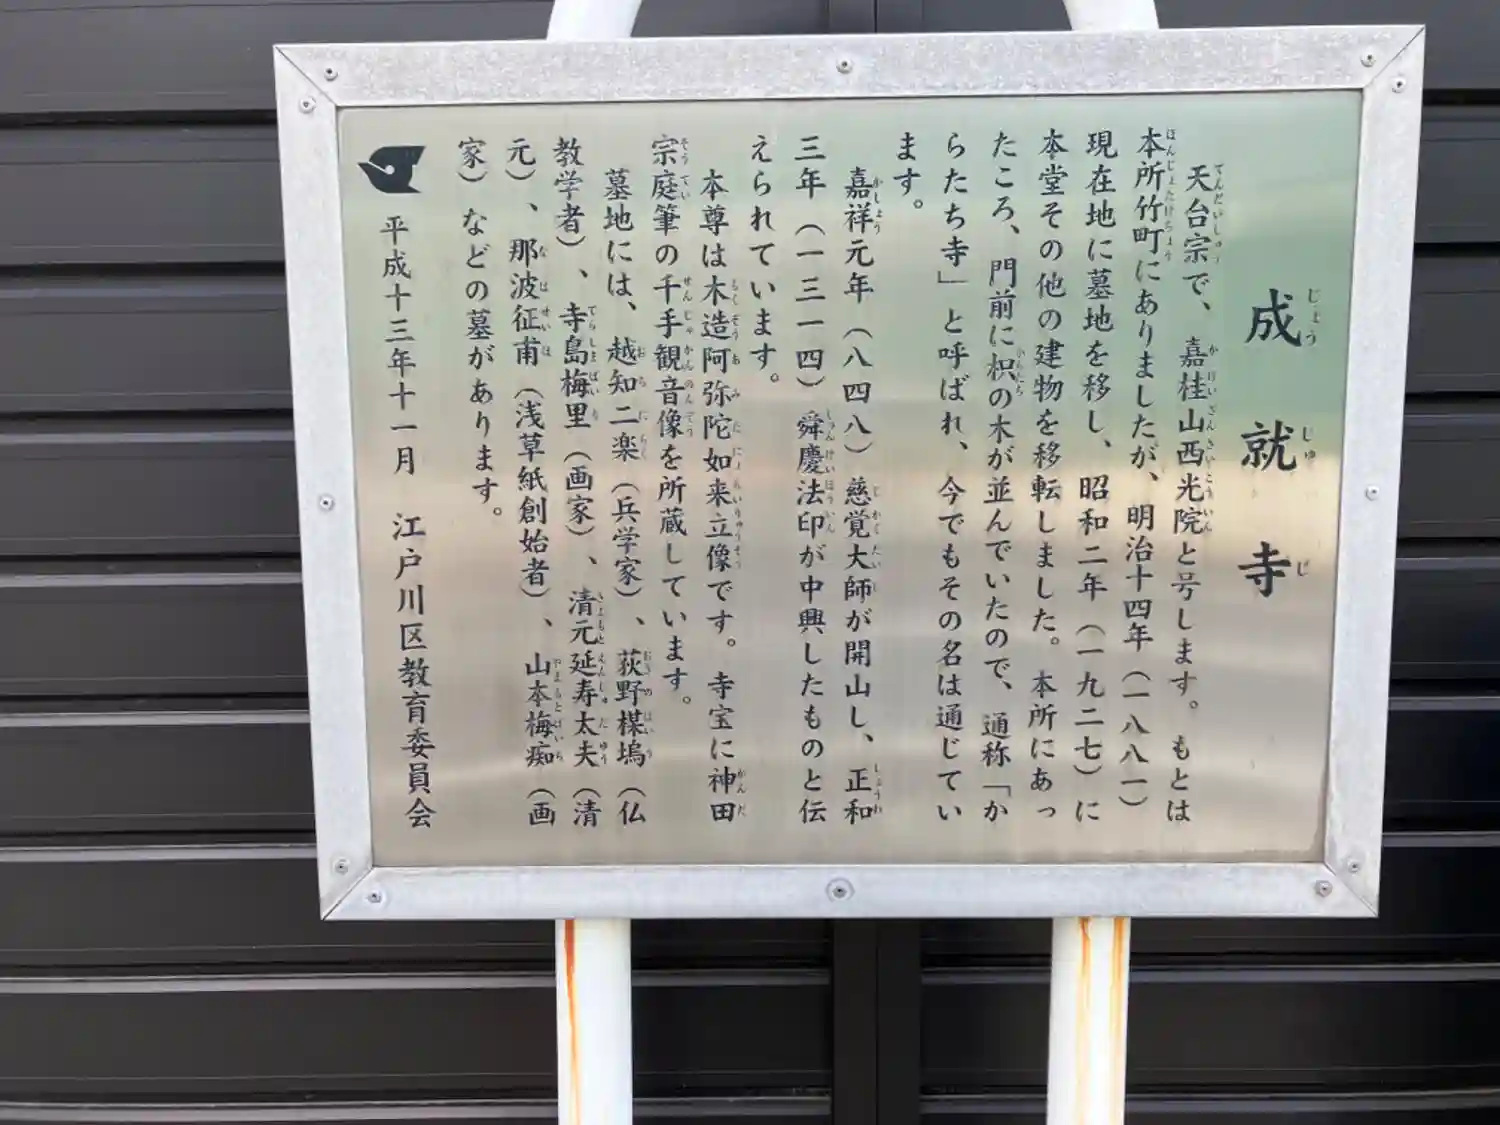 成就寺
天台宗で、嘉桂山西光院と号します。もとは
本所竹町にありましたが、明治十四年（一八八一）
現在地に墓地を移し、昭和二年（一九二七）に
本堂その他の建物を移転しました。本所にあっ
たころ、門前に枳の木が並んでいたので、通称「か
らたち寺」と呼ばれ、今でもその名は通じてい
ます。
嘉祥元年（八四八）慈覚大師が開山し、正和
三年（一三一四）舜慶法印が中興したものと伝
えられています。
本尊は木造阿弥陀如来立像です。寺宝に神田
宗庭筆の千手観音像を所蔵しています。
墓地には、越知二楽（兵学家）、荻野楳塢（仏
教学者）、寺島梅里（画家）、清元延寿太夫（清
元）、那波征甫（浅草紙創始者）、山本梅痴（画
家）などの墓があります。
平成十三年十一月　江戸川区教育委員会